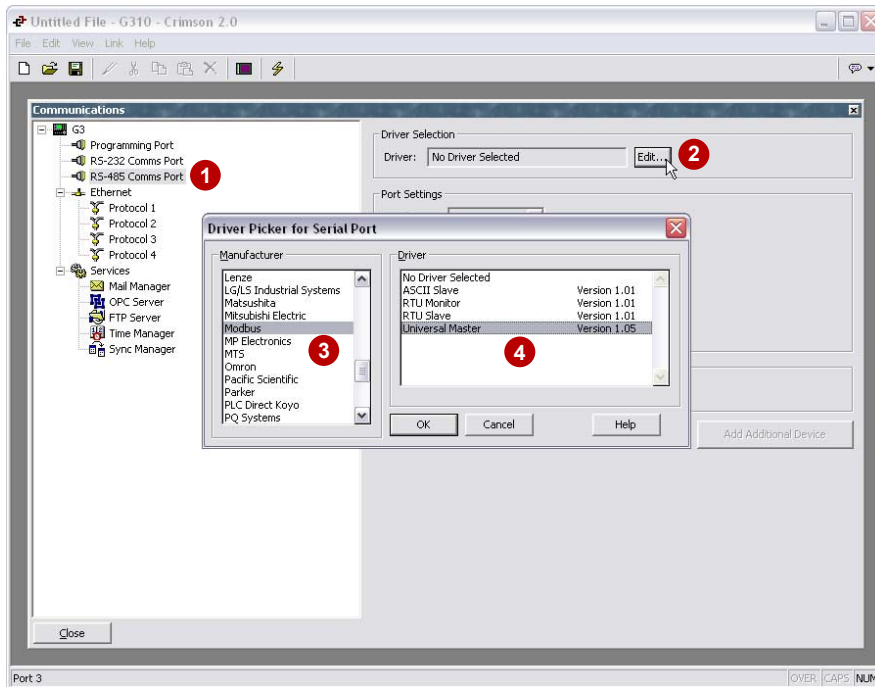 Untitled File - G310 - Crimson 2.0
File Edit View Link Help
Communications
G3
Programming Port
RS-232 Comms Port
RS-485 Comms Port
1
Ethernet
Protocol 1
Protocol 2
Protocol 3
Protocol 4
Services
Mail Manager
OPC Server
FTP Server
Time Manager
Sync Manager
Driver Selection
Driver: No Driver Selected Edit...
2
Port Settings
Driver Picker for Serial Port
Manufacturer
Lenze
LG/LS Industrial Systems
Matsushita
Mitsubishi Electric
Modbus
MP Electronics
MTS
Omron
Pacific Scientific
Parker
PLC Direct Koyo
PQ Systems
3
Driver
No Driver Selected
ASCII Slave Version 1.01
RTU Monitor Version 1.01
RTU Slave Version 1.01
Universal Master Version 1.05
4
OK Cancel Help
Add Additional Device
Close
Port 3 OVER CAPS NUM